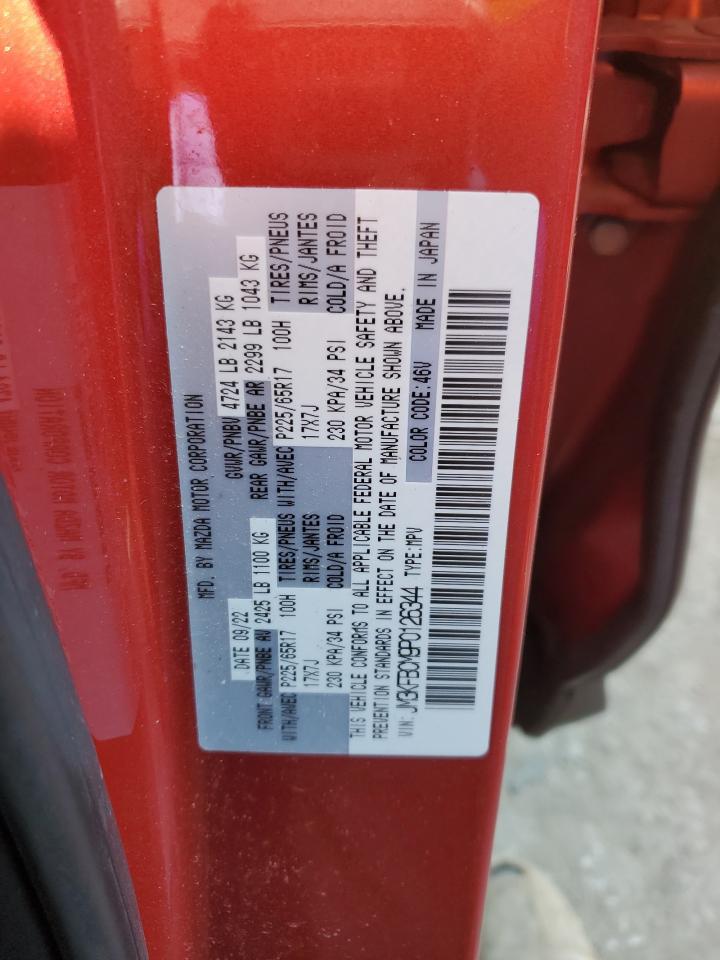 MFD. BY MAZDA MOTOR CORPORATION
DATE 09/22 GVWR/PNBV 4724 LB 2143 KG
FRONT GAWR/PNBE AV 2425 LB 1100 KG REAR GAWR/PNBE AR 2299 LB 1043 KG
WITH/AVEC P225/65R17 100H TIRES/PNEUS WITH/AVEC P225/65R17 100H TIRES/PNEUS
17X7J RIMS/JANTES 17X7J RIMS/JANTES
230 KPA/34 PSI COLD/A FROID 230 KPA/34 PSI COLD/A FROID
THIS VEHICLE CONFORMS TO ALL APPLICABLE FEDERAL MOTOR VEHICLE SAFETY AND THEFT
PREVENTION STANDARDS IN EFFECT ON THE DATE OF MANUFACTURE SHOWN ABOVE.
VIN: JM3KFBCM9P0126344 TYPE:MPV COLOR CODE:46V MADE IN JAPAN